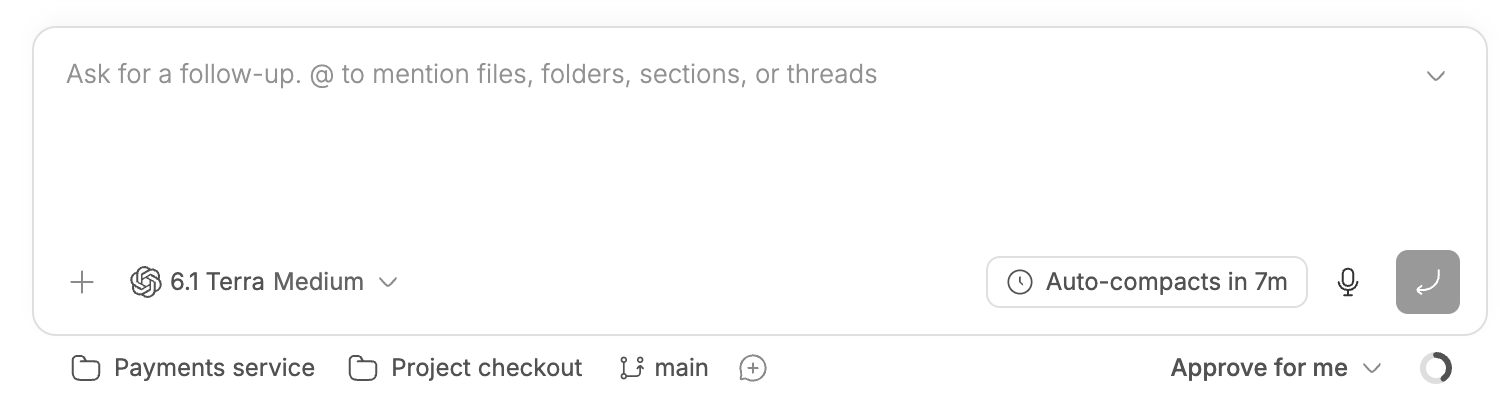 Ask for a follow-up. @ to mention files, folders, sections, or threads
6.1 Terra Medium Auto-compacts in 7m
Payments service Project checkout main Approve for me